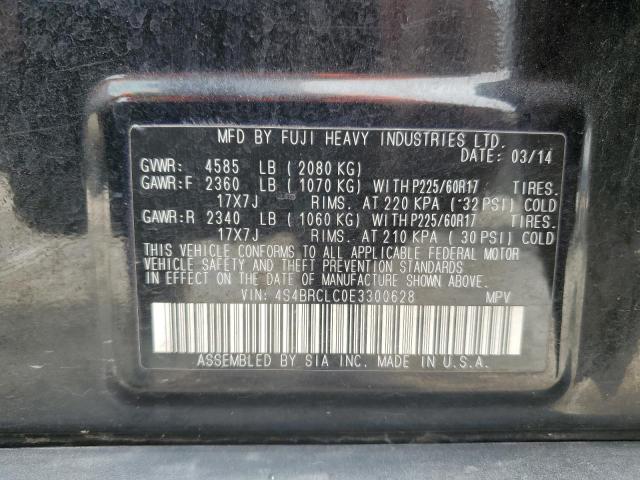 MFD BY FUJI HEAVY INDUSTRIES LTD.
DATE: 03/14
GVWR: 4585 LB (2080 KG)
GAWR:F 2360 LB (1070 KG) WITH P225/60R17 TIRES.
17X7J RIMS. AT 220 KPA (32 PSI) COLD
GAWR:R 2340 LB (1060 KG) WITH P225/60R17 TIRES.
17X7J RIMS. AT 210 KPA (30 PSI) COLD
THIS VEHICLE CONFORMS TO ALL APPLICABLE FEDERAL MOTOR
VEHICLE SAFETY AND THEFT PREVENTION STANDARDS
IN EFFECT ON THE DATE OF MANUFACTURE SHOWN ABOVE.
VIN: 4S4BRCLC0E3300628 MPV
ASSEMBLED BY SIA INC. MADE IN U.S.A.